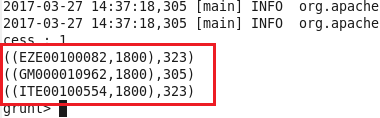 2017-03-27 14:37:18,305 [main] INFO  org.apache
2017-03-27 14:37:18,305 [main] INFO  org.apache
cess : 1
((EZE00100082,1800),323)
((GM000010962,1800),305)
((ITE00100554,1800),323)
grunt>